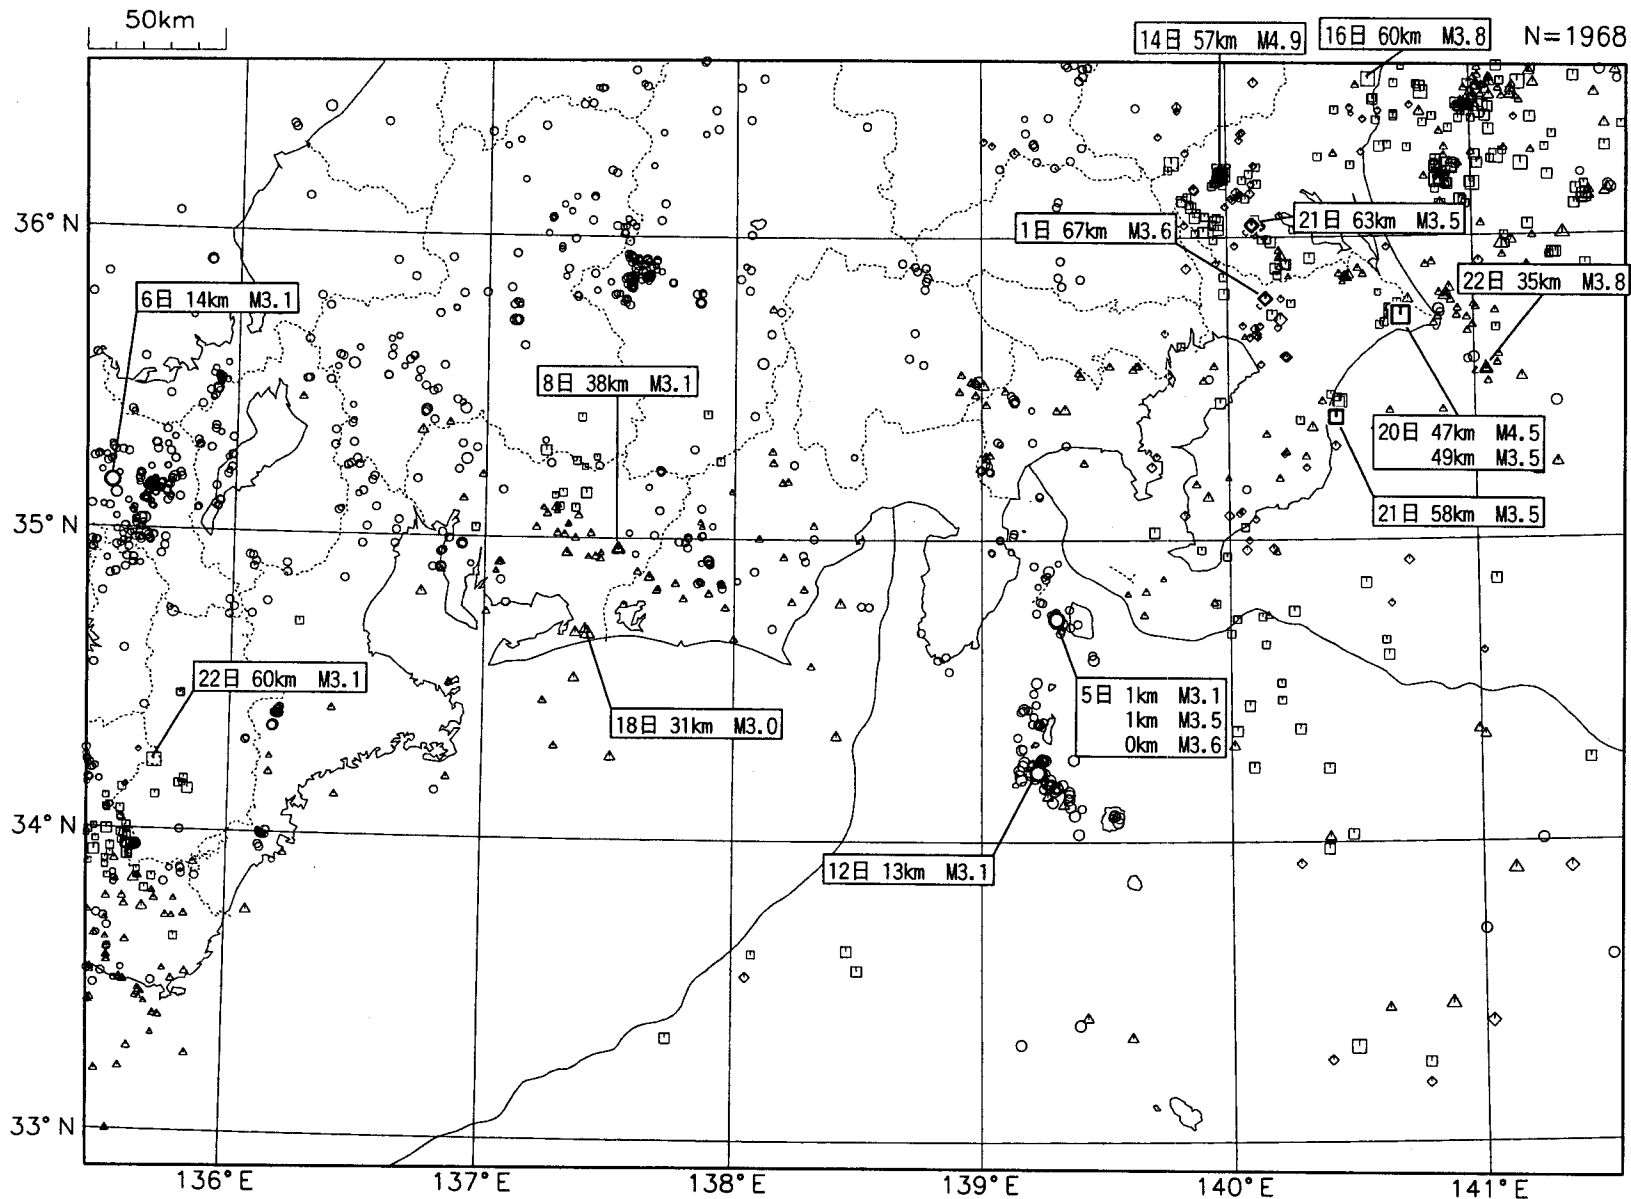 50km
14日 57km M4.9
16日 60km M3.8
N=1968
36°N
1日 67km M3.6
21日 63km M3.5
22日 35km M3.8
6日 14km M3.1
8日 38km M3.1
20日 47km M4.5
49km M3.5
21日 58km M3.5
35°N
22日 60km M3.1
18日 31km M3.0
5日 1km M3.1
1km M3.5
0km M3.6
34°N
12日 13km M3.1
33°N
136°E
137°E
138°E
139°E
140°E
141°E